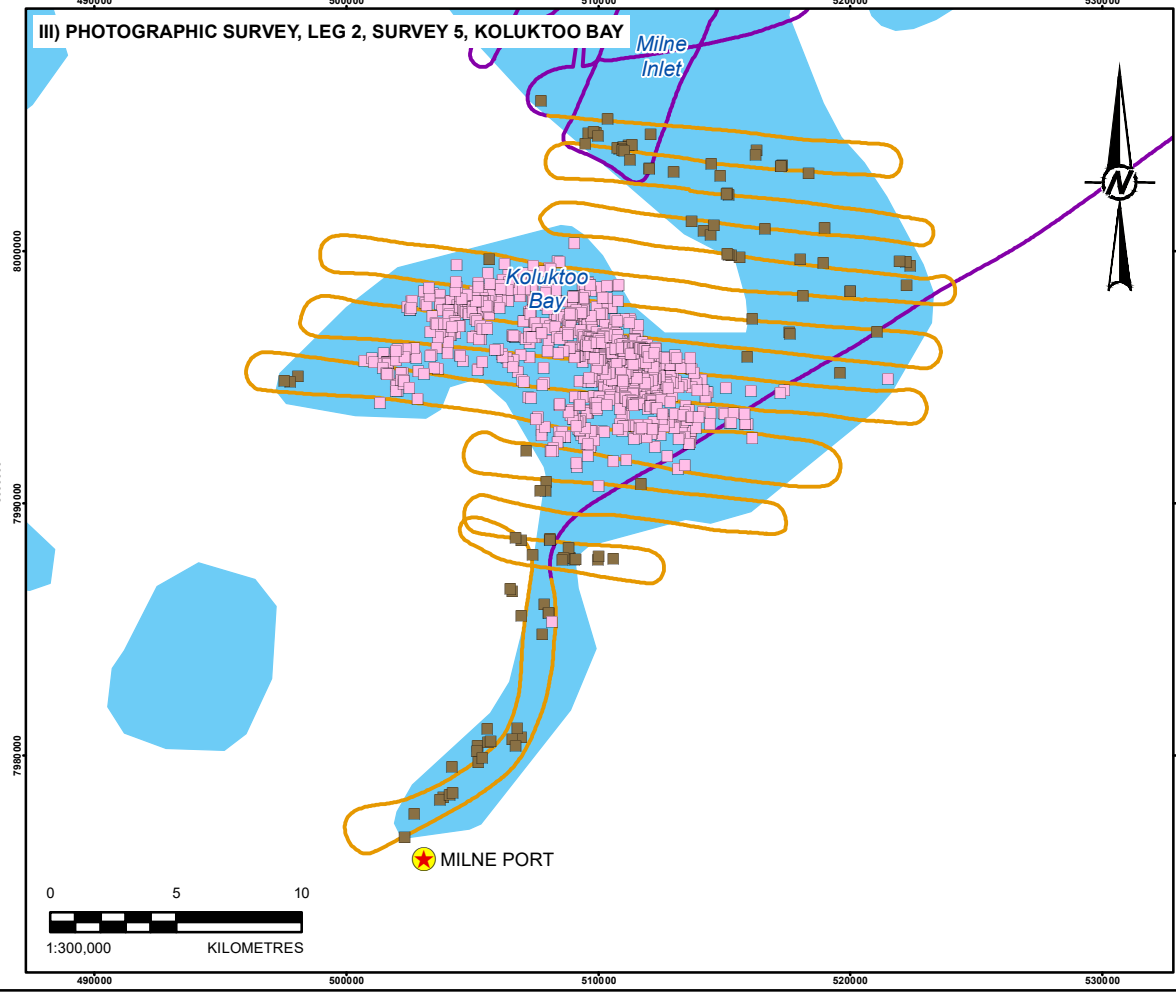 490000
500000
510000
520000
530000
III) PHOTOGRAPHIC SURVEY, LEG 2, SURVEY 5, KOLUKTOO BAY
Milne
Inlet
N
8000000
Koluktoo
Bay
7990000
7980000
MILNE PORT
0 5 10
1:300,000 KILOMETRES
490000
500000
510000
520000
530000